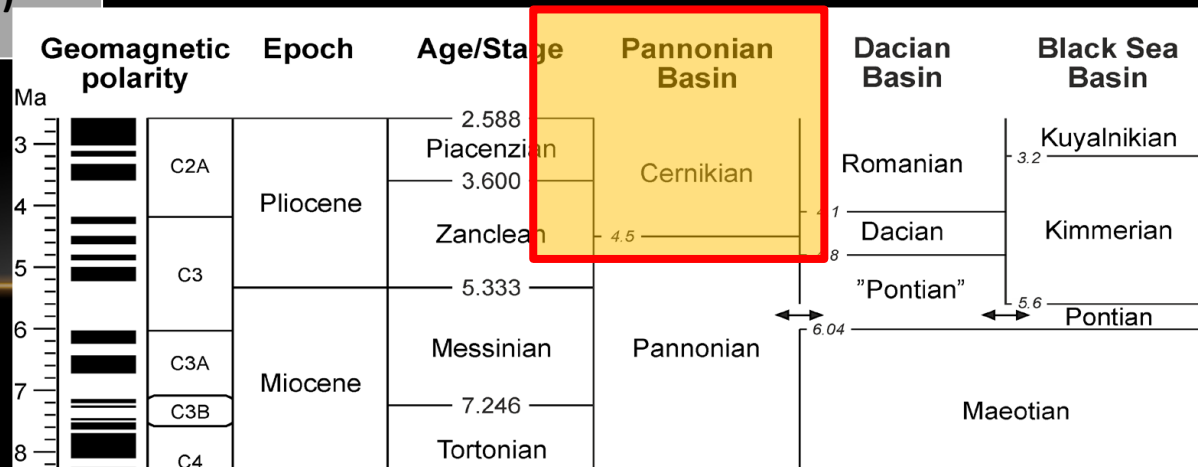 )
Geomagnetic polarity Epoch Age/Stage Pannonian Basin Dacian Basin Black Sea Basin
Ma
2.588
Kuyalnikian
3
Piacenzian
3.2
C2A
Cernikian
Romanian
3.600
4
Pliocene
1
Zanclean
4.5
Dacian
Kimmerian
8
5
C3
5.333
"Pontian"
5.6
Pontian
6
6.04
Messinian
Pannonian
C3A
Miocene
7
7.246
C3B
Maeotian
8
Tortonian
C4